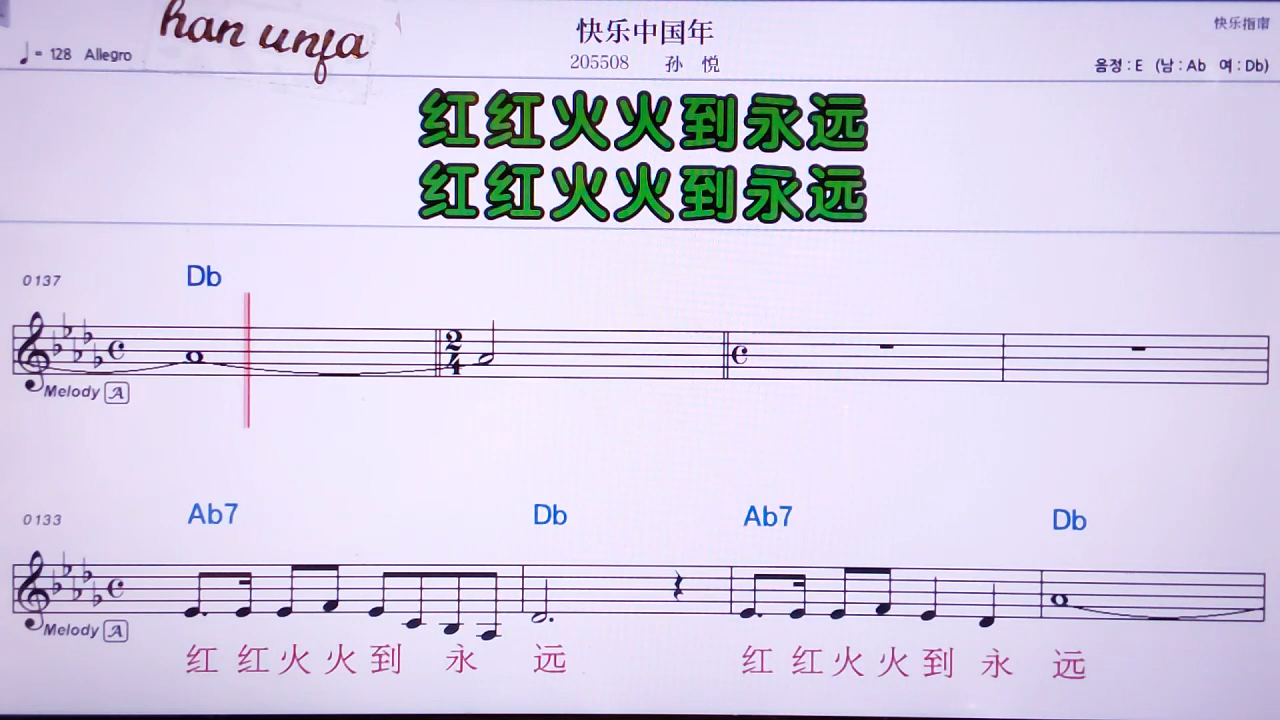 han unfa
快乐中国年
快乐指南
♩= 128 Allegro
205508 孙 悦
음정 : E (남 : Ab 여 : Db)
红红火火到永远
红红火火到永远
0137
Db
2
4
Melody A
0133
Ab7 Db Ab7 Db
Melody A
红 红 火 火 到 永 远 红 红 火 火 到 永 远